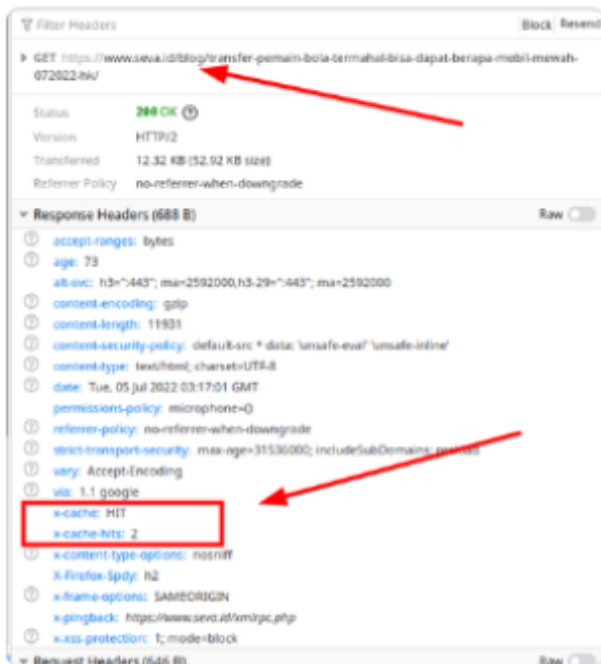 Filter Headers Block Resend
GET https://www.seva.id/blog/transfer-pemain-bola-termahal-bisa-dapat-berapa-mobil-mewah-
072022-hk/
Status 200 OK
Version HTTP/2
Transferred 12.32 KB (52.92 KB size)
Referrer Policy no-referrer-when-downgrade
Response Headers (688 B) Raw
accept-ranges: bytes
age: 73
alt-svc: h3=":443"; ma=2592000,h3-29=":443"; ma=2592000
content-encoding: gzip
content-length: 11931
content-security-policy: default-src * data: 'unsafe-eval' 'unsafe-inline'
content-type: text/html; charset=UTF-8
date: Tue, 05 Jul 2022 03:17:01 GMT
permissions-policy: microphone=()
referrer-policy: no-referrer-when-downgrade
strict-transport-security: max-age=31536000; includeSubDomains; preload
vary: Accept-Encoding
via: 1.1 google
x-cache: HIT
x-cache-hits: 2
x-content-type-options: nosniff
X-Firefox-Spdy: h2
x-frame-options: SAMEORIGIN
x-pingback: https://www.seva.id/xmlrpc.php
x-xss-protection: 1; mode=block
Request Headers (646 B) Raw